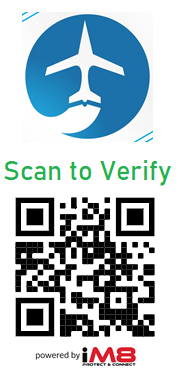 Scan to Verify
powered by iM8
PROTECT & CONNECT